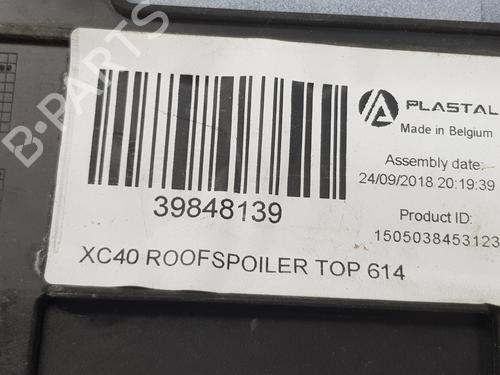 B-PARTS
PLASTAL
Made in Belgium
Assembly date:
24/09/2018 20:19:39
39848139
Product ID:
1505038453123
XC40 ROOFSPOILER TOP 614